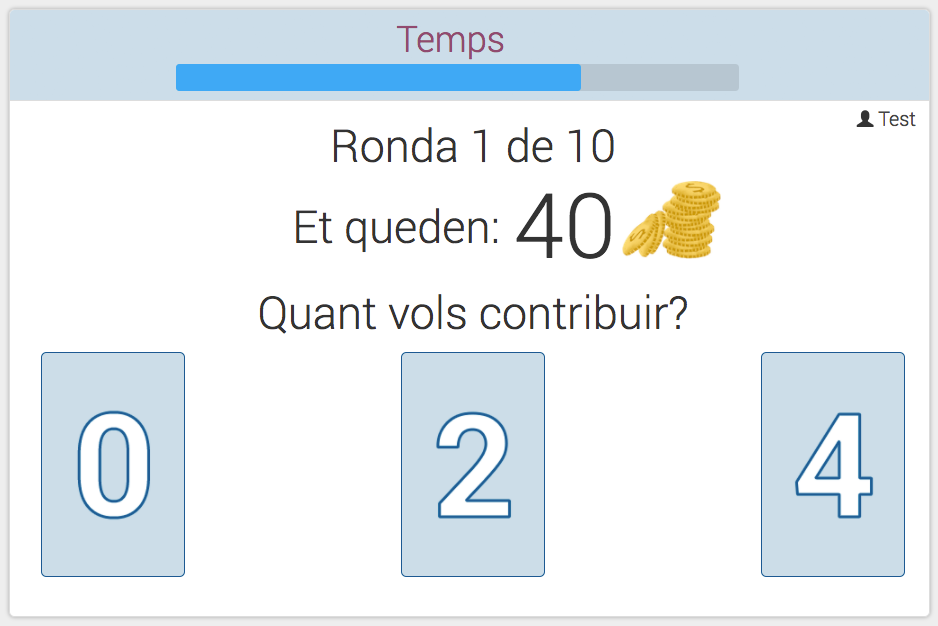 Temps
Test
Ronda 1 de 10
Et queden: 40
Quant vols contribuir?
0 2 4